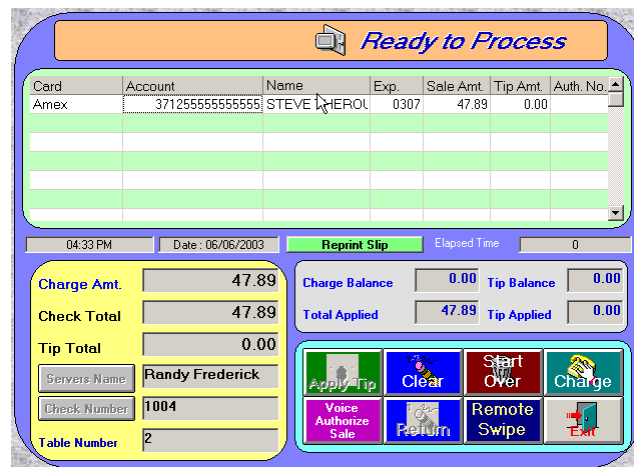 Ready to Process
Card Account Name Exp. Sale Amt. Tip Amt. Auth. No.
Amex 371255555555555 STEVE 0307 47.89 0.00
04:33 PM Date : 06/06/2003 Reprint Slip Elapsed Time 0
Charge Amt. 47.89
Check Total 47.89
Tip Total 0.00
Servers Name Randy Frederick
Check Number 1004
Table Number 2
Charge Balance 0.00 Tip Balance 0.00
Total Applied 47.89 Tip Applied 0.00
Apply Tip Clear Start Over Charge
Voice Authorize Sale Return Remote Swipe Exit